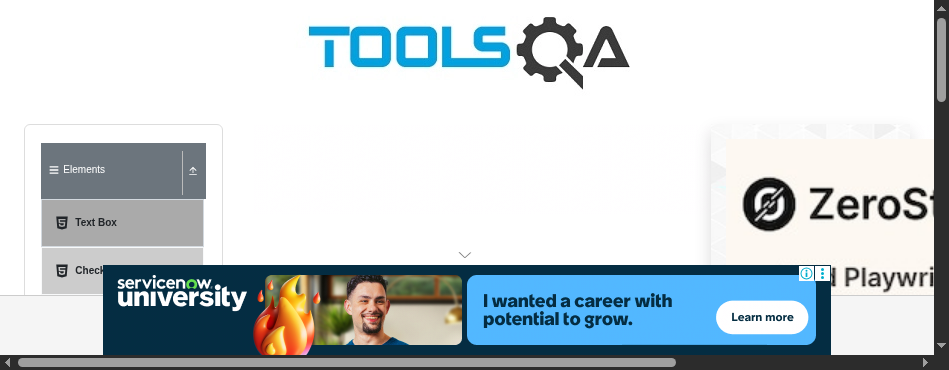 TOOLSQA
Elements
Text Box
Check
ZeroSt
d Playwri
servicenow
university
I wanted a career with
potential to grow.
Learn more